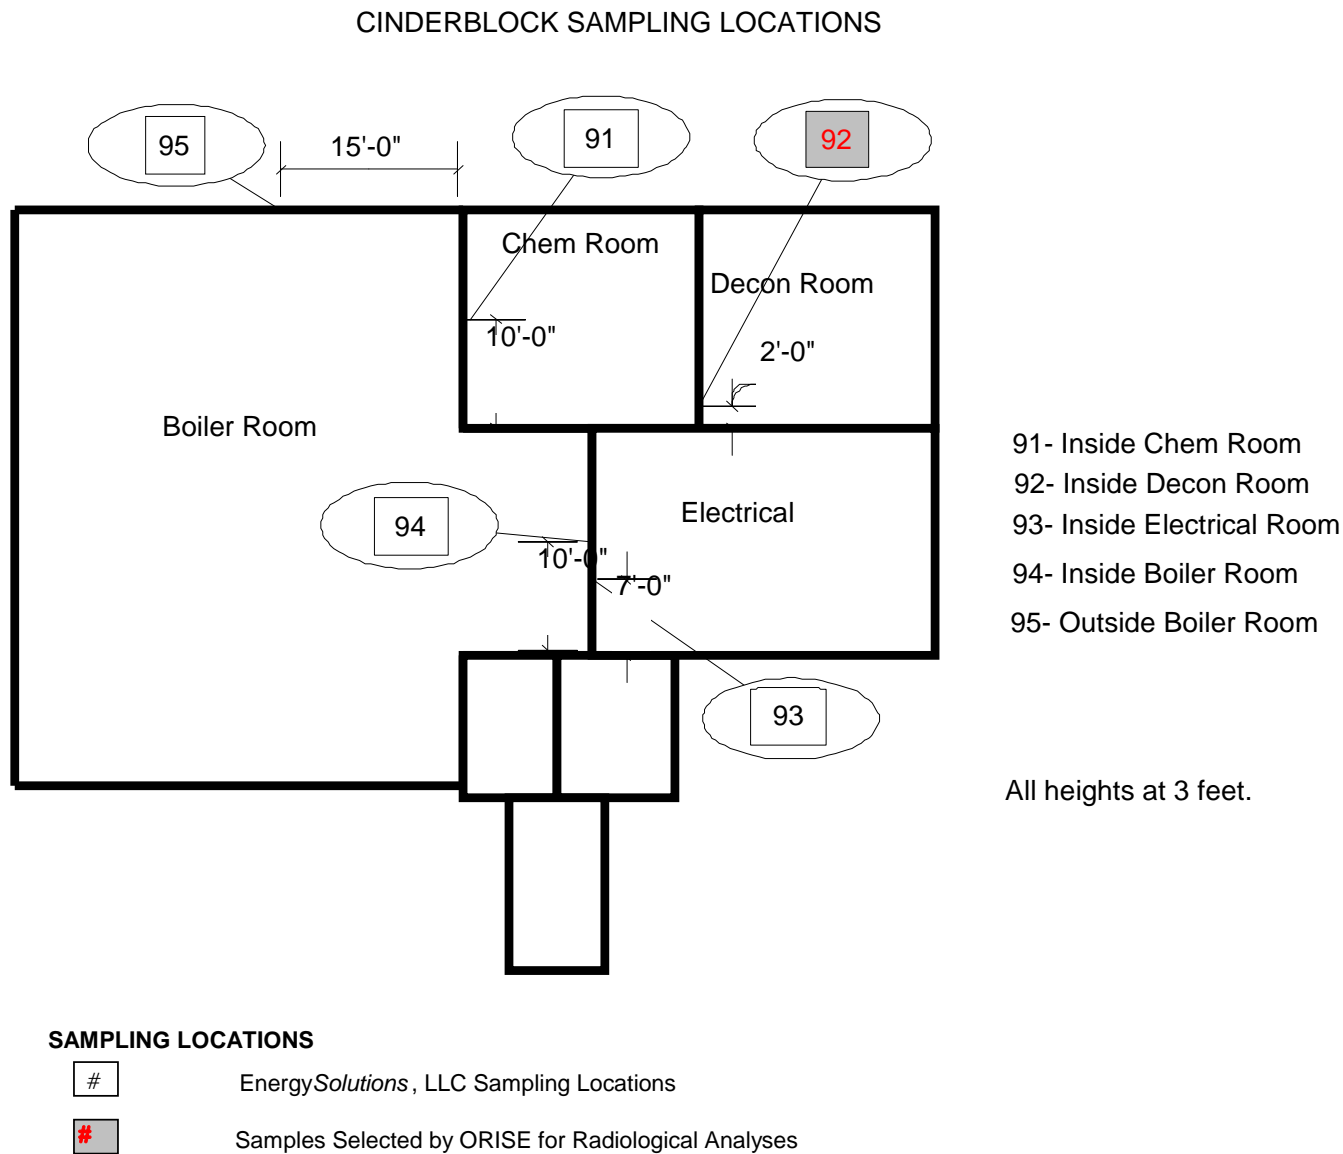 CINDERBLOCK SAMPLING LOCATIONS
95
15'-0"
91
92
Chem Room
Decon Room
10'-0"
2'-0"
Boiler Room
91- Inside Chem Room
92- Inside Decon Room
93- Inside Electrical Room
94- Inside Boiler Room
95- Outside Boiler Room
Electrical
94
10'-0"
7'-0"
93
All heights at 3 feet.
SAMPLING LOCATIONS
# EnergySolutions, LLC Sampling Locations
# Samples Selected by ORISE for Radiological Analyses